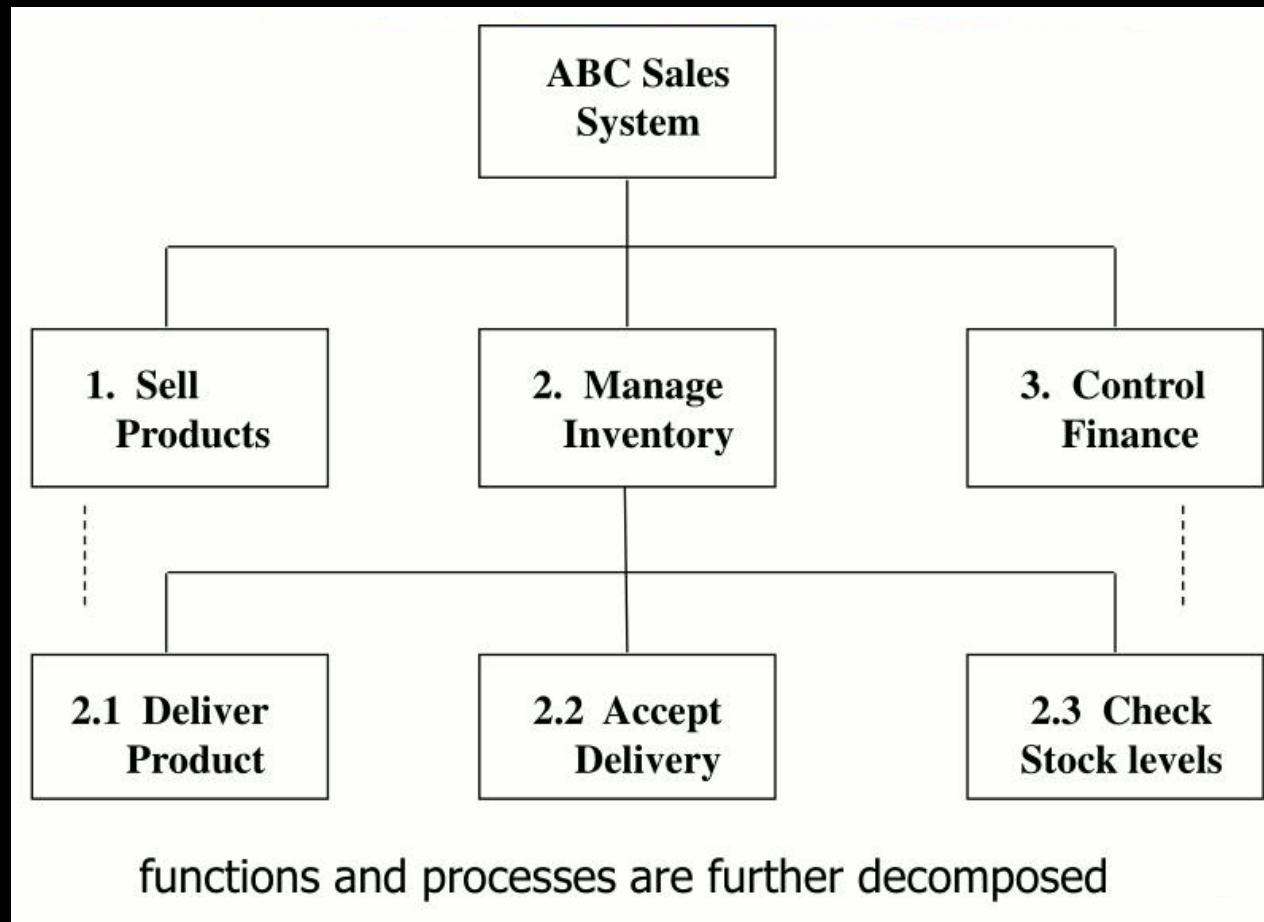 ABC Sales
System
1. Sell
Products
2. Manage
Inventory
3. Control
Finance
2.1 Deliver
Product
2.2 Accept
Delivery
2.3 Check
Stock levels
functions and processes are further decomposed